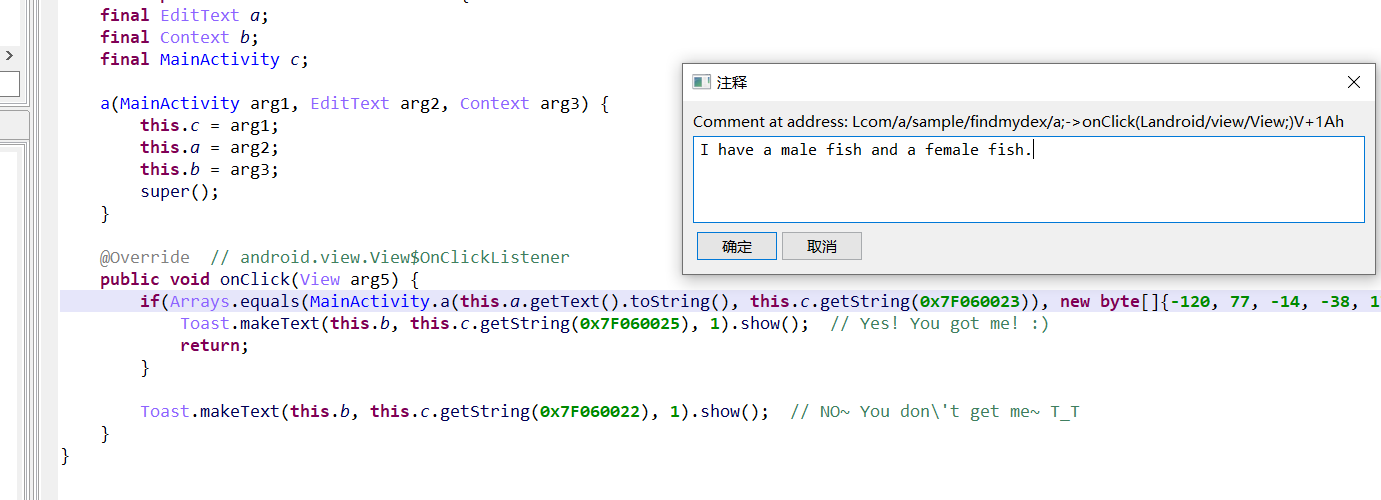 final EditText a;
final Context b;
final MainActivity c;
a(MainActivity arg1, EditText arg2, Context arg3) {
this.c = arg1;
this.a = arg2;
this.b = arg3;
super();
}
@Override  // android.view.View$OnClickListener
public void onClick(View arg5) {
if(Arrays.equals(MainActivity.a(this.a.getText().toString(), this.c.getString(0x7F060023)), new byte[]{-120, 77, -14, -38, 1
Toast.makeText(this.b, this.c.getString(0x7F060025), 1).show();  // Yes! You got me! :)
return;
}
Toast.makeText(this.b, this.c.getString(0x7F060022), 1).show();  // NO~ You don\'t get me~ T_T
}
}
注释
Comment at address: Lcom/a/sample/findmydex/a;->onClick(Landroid/view/View;)V+1Ah
I have a male fish and a female fish.
确定 取消